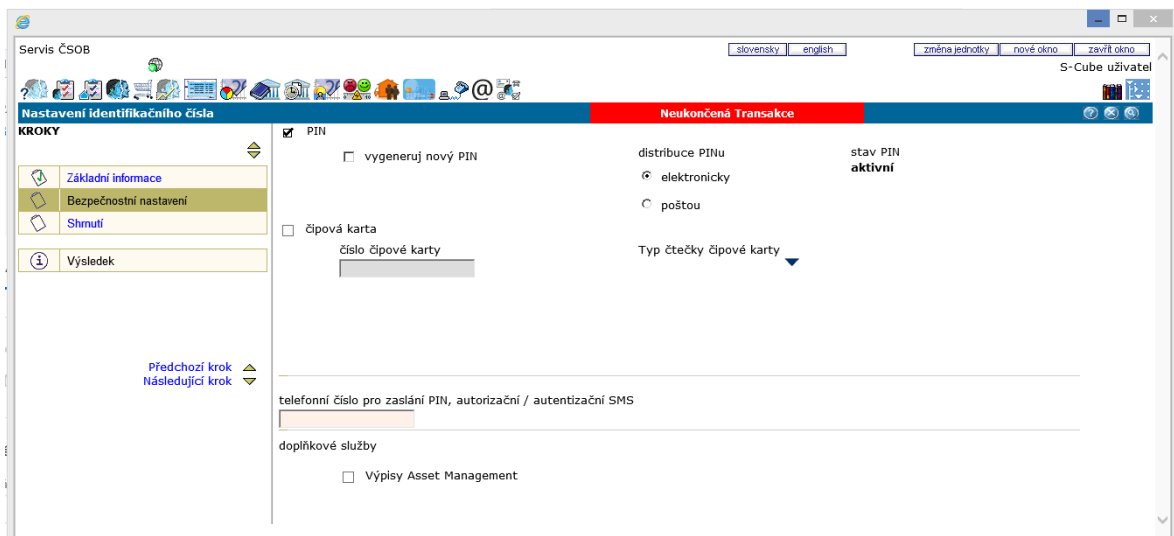 Servis ČSOB
slovensky english změna jednotky nové okno zavřít okno
S-Cube uživatel
Nastavení identifikačního čísla Neukončená Transakce
KROKY
Základní informace
Bezpečnostní nastavení
Shrnutí
Výsledek
Předchozí krok
Následující krok
PIN
vygeneruj nový PIN
distribuce PINu
elektronicky
poštou
stav PIN
aktivní
čipová karta
číslo čipové karty
Typ čtečky čipové karty
telefonní číslo pro zaslání PIN, autorizační / autentizační SMS
doplňkové služby
Výpisy Asset Management